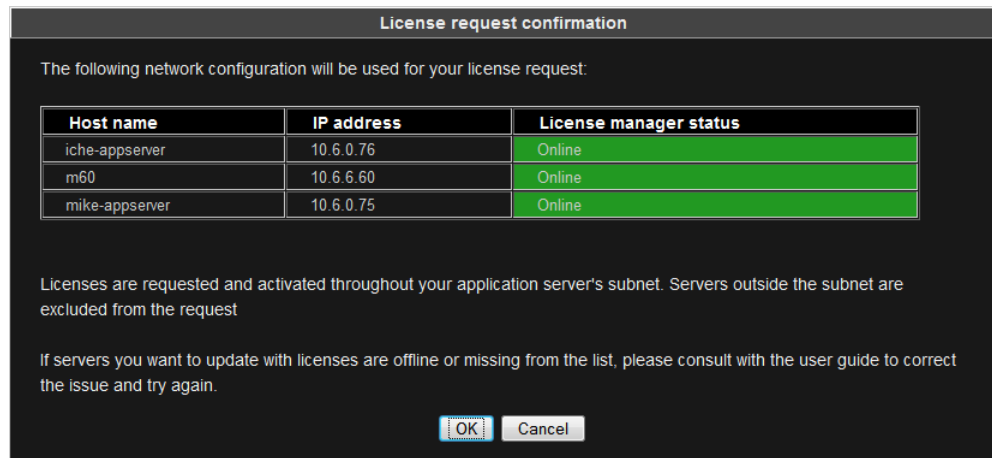 License request confirmation
The following network configuration will be used for your license request:
Host name IP address License manager status
iche-appserver 10.6.0.76 Online
m60 10.6.6.60 Online
mike-appserver 10.6.0.75 Online
Licenses are requested and activated throughout your application server's subnet. Servers outside the subnet are
excluded from the request
If servers you want to update with licenses are offline or missing from the list, please consult with the user guide to correct
the issue and try again.
OK Cancel